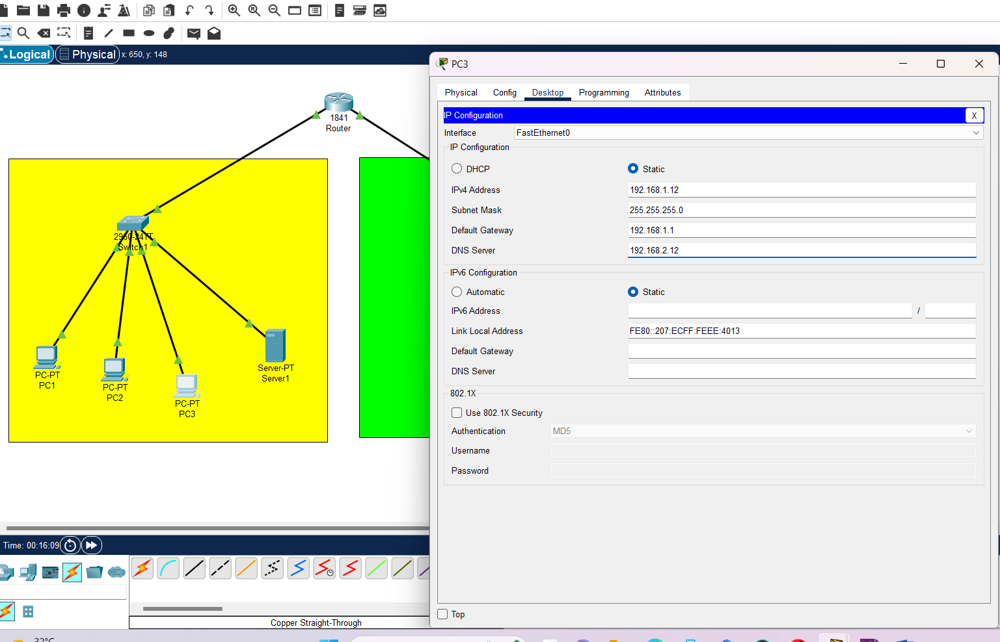 Logical
Physical
x: 650, y: 148
1841
Router
2960-24TT
Switch1
PC-PT
PC1
PC-PT
PC2
PC-PT
PC3
Server-PT
Server1
Time: 00:16:09
Copper Straight-Through
32°C
PC3
Physical
Config
Desktop
Programming
Attributes
IP Configuration
X
Interface
FastEthernet0
IP Configuration
DHCP
Static
IPv4 Address
192.168.1.12
Subnet Mask
255.255.255.0
Default Gateway
192.168.1.1
DNS Server
192.168.2.12
IPv6 Configuration
Automatic
Static
IPv6 Address
/
Link Local Address
FE80::207:ECFF:FEEE:4013
Default Gateway
DNS Server
802.1X
Use 802.1X Security
Authentication
MD5
Username
Password
Top